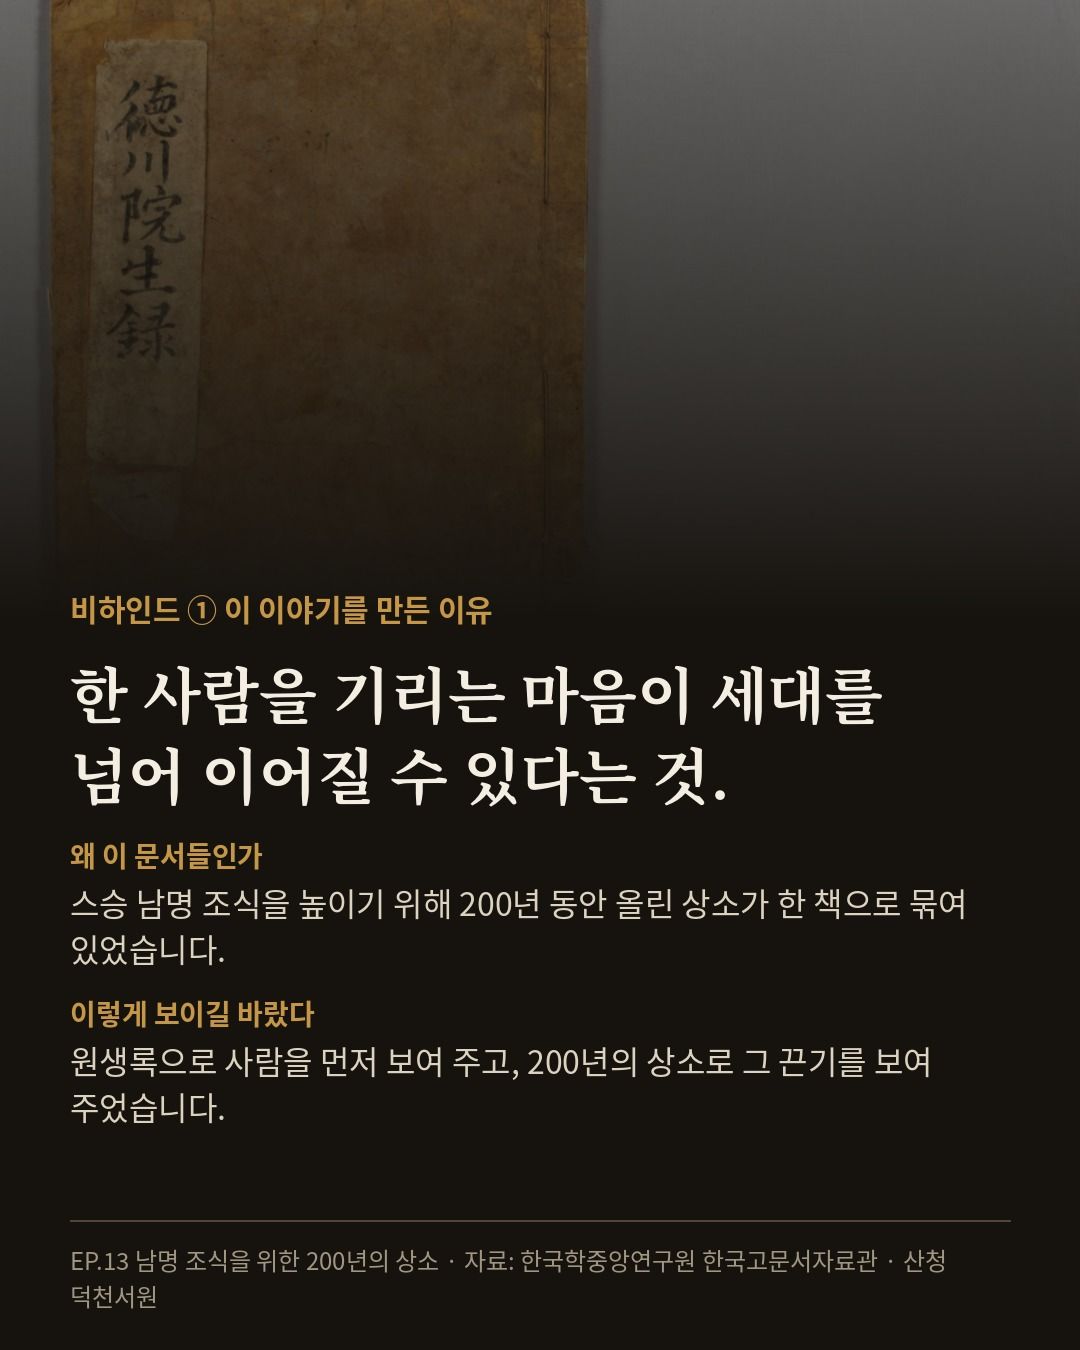 德川院生録
비하인드 ① 이 이야기를 만든 이유
한 사람을 기리는 마음이 세대를
넘어 이어질 수 있다는 것.
왜 이 문서들인가
스승 남명 조식을 높이기 위해 200년 동안 올린 상소가 한 책으로 묶여
있었습니다.
이렇게 보이길 바랐다
원생록으로 사람을 먼저 보여 주고, 200년의 상소로 그 끈기를 보여
주었습니다.
EP.13 남명 조식을 위한 200년의 상소 · 자료: 한국학중앙연구원 한국고문서자료관 · 산청
덕천서원